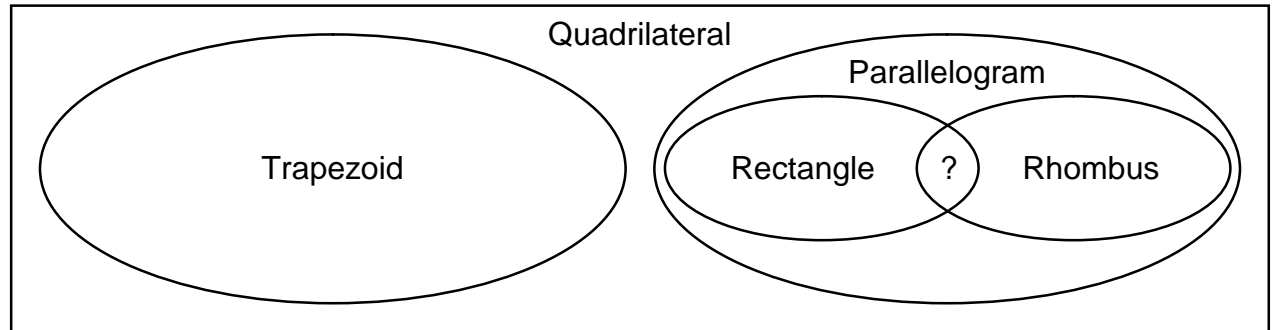 Quadrilateral
Parallelogram
Trapezoid
Rectangle
?
Rhombus